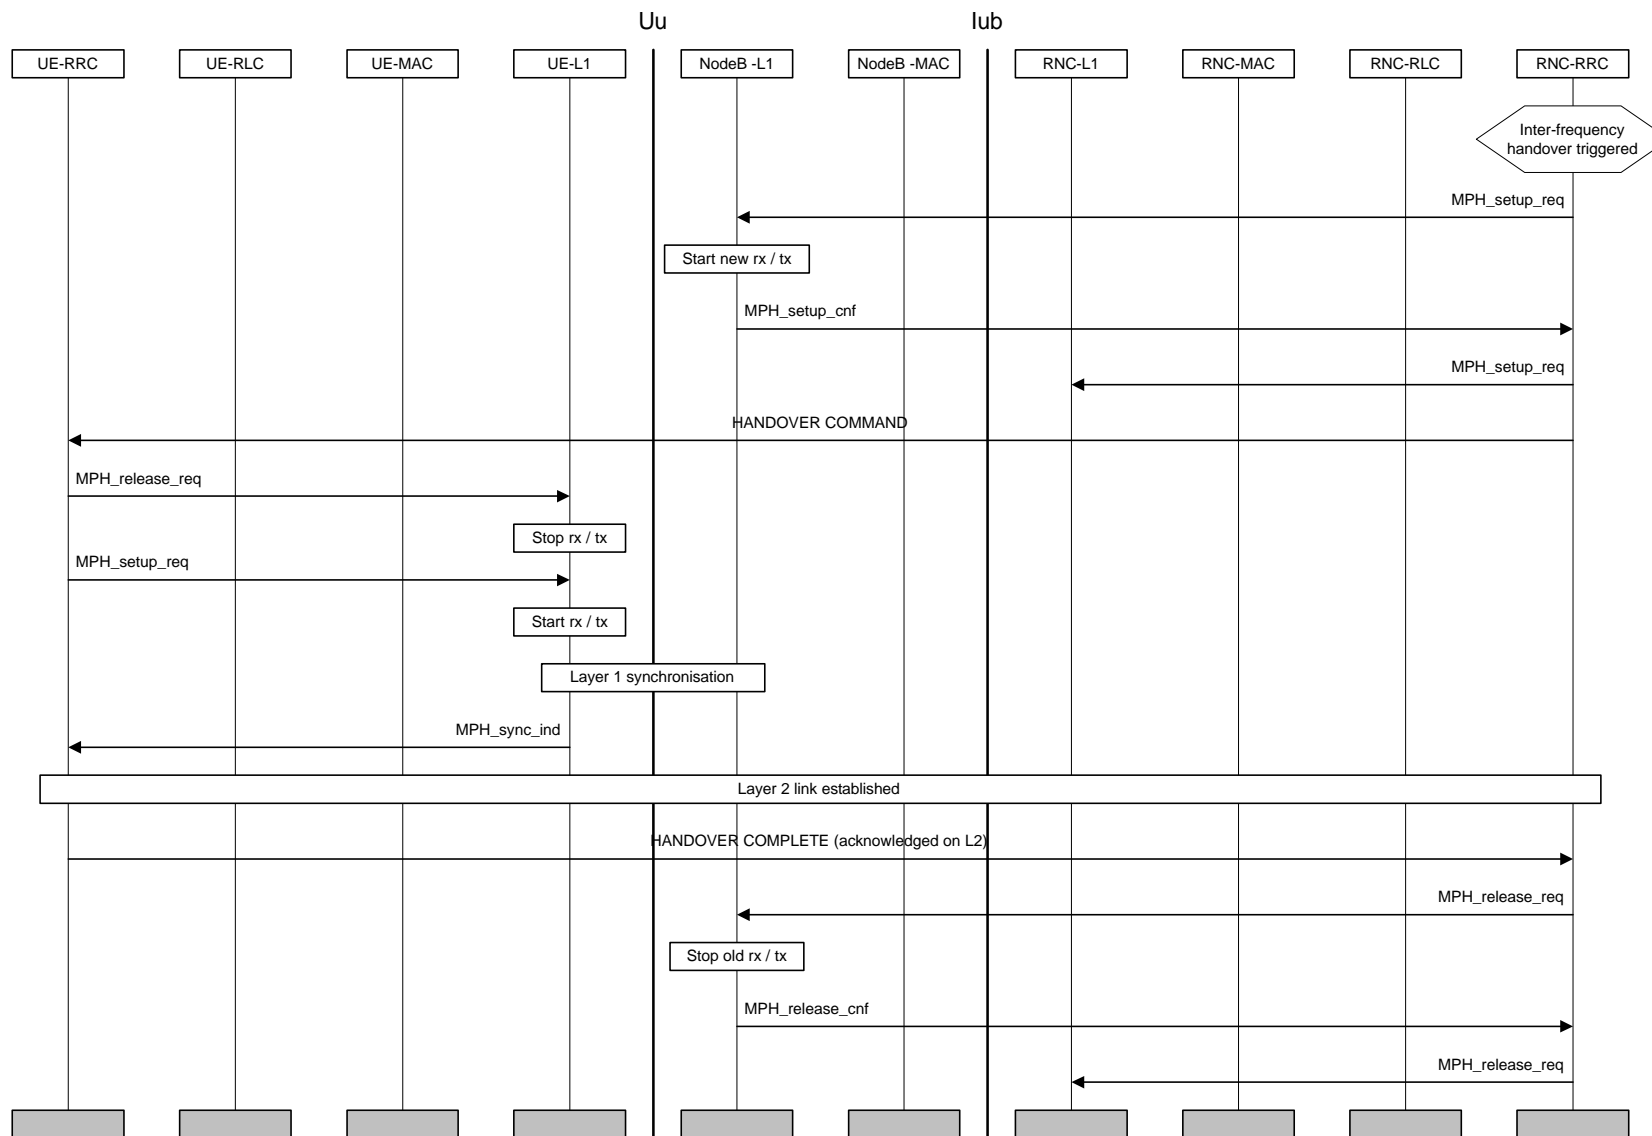 Uu
Iub
UE-RRC
UE-RLC
UE-MAC
UE-L1
NodeB -L1
NodeB -MAC
RNC-L1
RNC-MAC
RNC-RLC
RNC-RRC
Inter-frequency
handover triggered
MPH_setup_req
Start new rx / tx
MPH_setup_cnf
MPH_setup_req
HANDOVER COMMAND
MPH_release_req
Stop rx / tx
MPH_setup_req
Start rx / tx
Layer 1 synchronisation
MPH_sync_ind
Layer 2 link established
HANDOVER COMPLETE (acknowledged on L2)
MPH_release_req
Stop old rx / tx
MPH_release_cnf
MPH_release_req